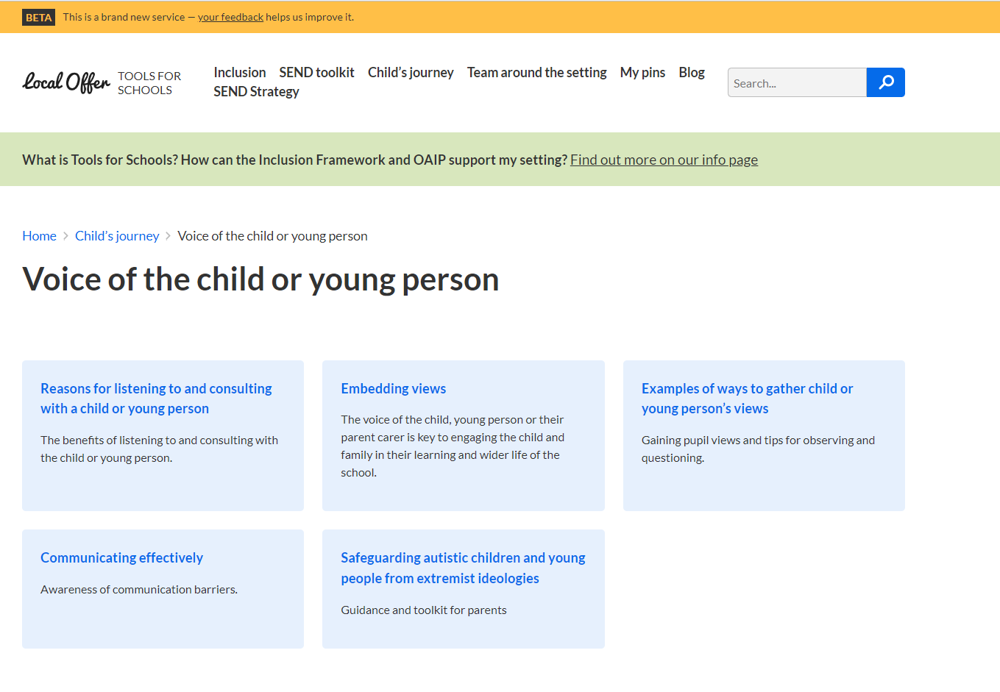 BETA This is a brand new service — your feedback helps us improve it.
Local Offer
TOOLS FOR
SCHOOLS
Inclusion SEND toolkit Child’s journey Team around the setting My pins Blog
SEND Strategy
Search...
What is Tools for Schools? How can the Inclusion Framework and OAIP support my setting? Find out more on our info page
Home > Child’s journey > Voice of the child or young person
Voice of the child or young person
Reasons for listening to and consulting
with a child or young person
The benefits of listening to and consulting with
the child or young person.
Embedding views
The voice of the child, young person or their
parent carer is key to engaging the child and
family in their learning and wider life of the
school.
Examples of ways to gather child or
young person’s views
Gaining pupil views and tips for observing and
questioning.
Communicating effectively
Awareness of communication barriers.
Safeguarding autistic children and young
people from extremist ideologies
Guidance and toolkit for parents